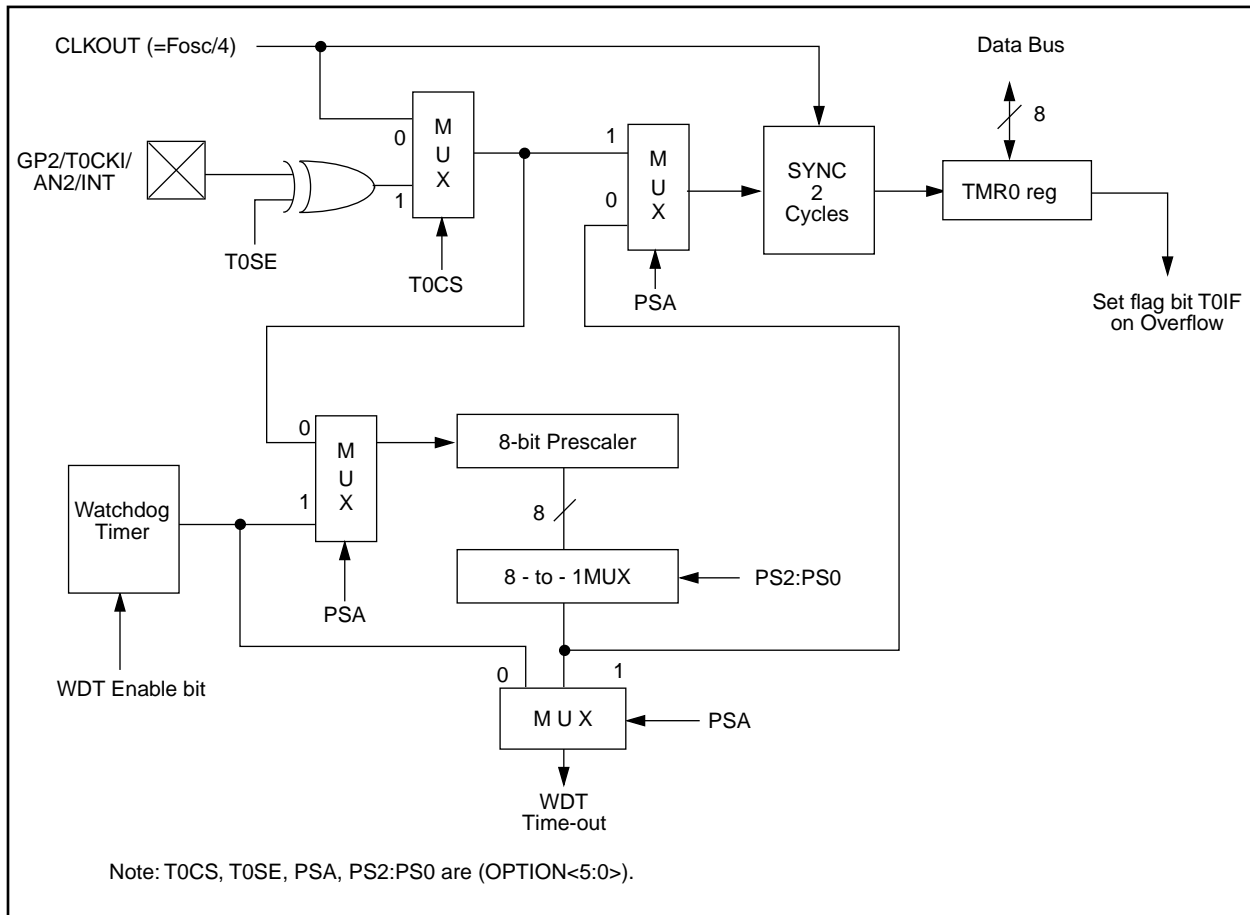 CLKOUT (=Fosc/4)
Data Bus
8
0
M
U
X
1
GP2/T0CKI/
AN2/INT
T0SE
T0CS
1
M
U
X
0
PSA
SYNC
2
Cycles
TMR0 reg
Set flag bit T0IF
on Overflow
0
M
U
X
1
PSA
8-bit Prescaler
8
Watchdog
Timer
8 - to - 1MUX
PS2:PS0
WDT Enable bit
0
1
M U X
PSA
WDT
Time-out
Note: T0CS, T0SE, PSA, PS2:PS0 are (OPTION<5:0>).